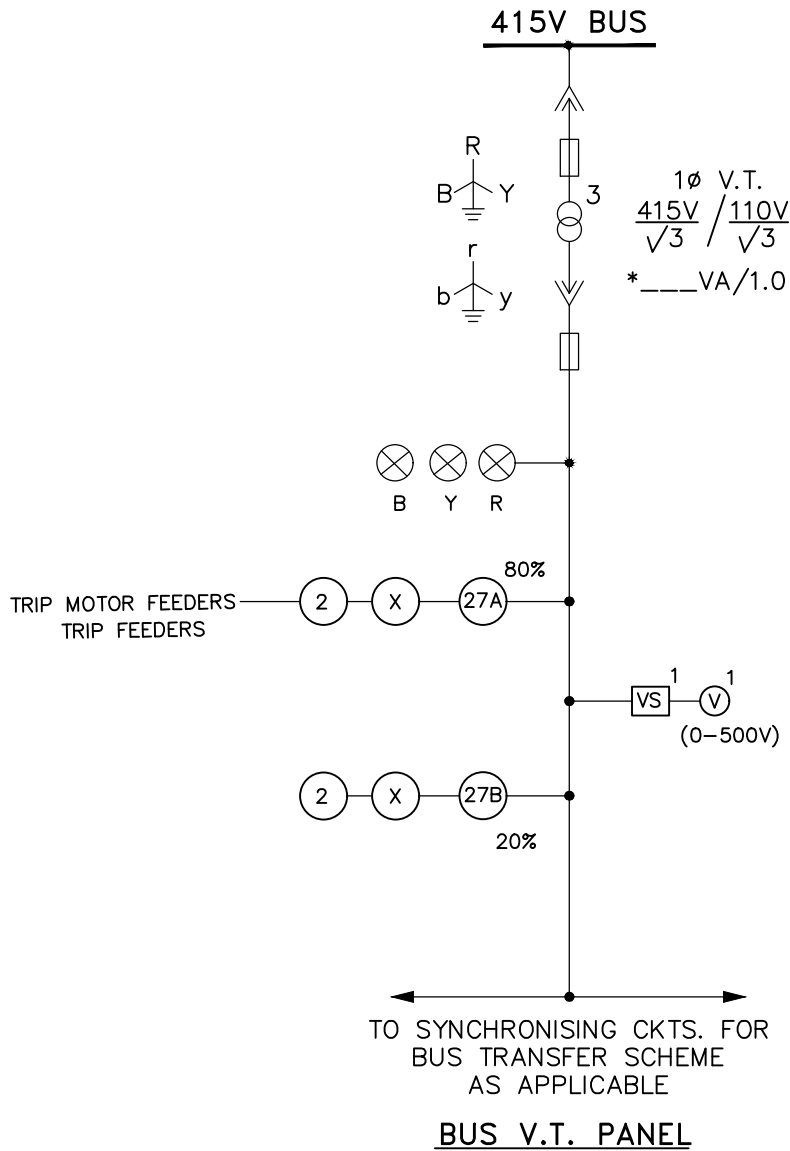 415V BUS
R
B Y
3
1ø V.T.
415V/√3 / 110V/√3
r
b y
*___VA/1.0
B Y R
80%
TRIP MOTOR FEEDERS
TRIP FEEDERS
2 X 27A
1 1
VS V
(0-500V)
2 X 27B
20%
TO SYNCHRONISING CKTS. FOR
BUS TRANSFER SCHEME
AS APPLICABLE
BUS V.T. PANEL